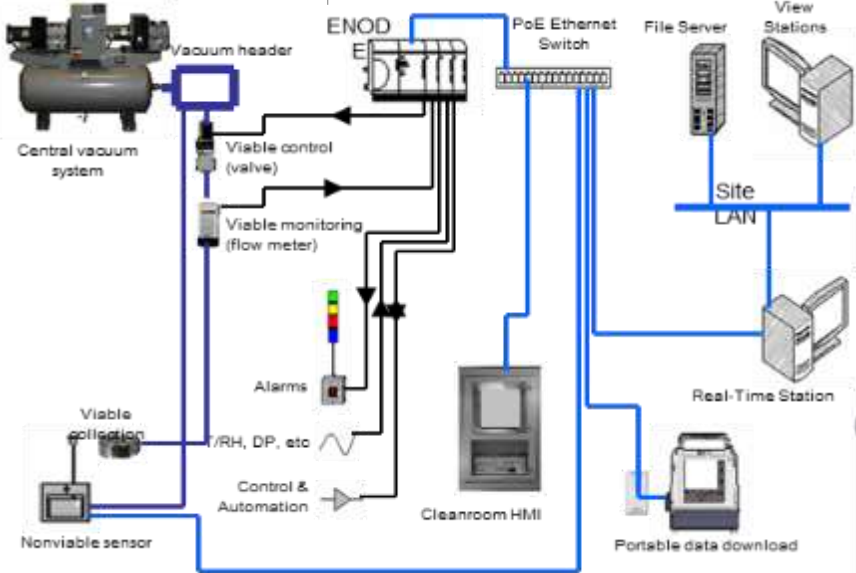 View
Stations
File Server
PoE Ethernet
Switch
ENOD
E
Vacuum header
Central vacuum
system
Viable control
(valve)
Viable monitoring
(flow meter)
Site
LAN
Alarms
Real-Time Station
Viable
collection
T/RH, DP, etc
Control &
Automation
Cleanroom HMI
Nonviable sensor
Portable data download